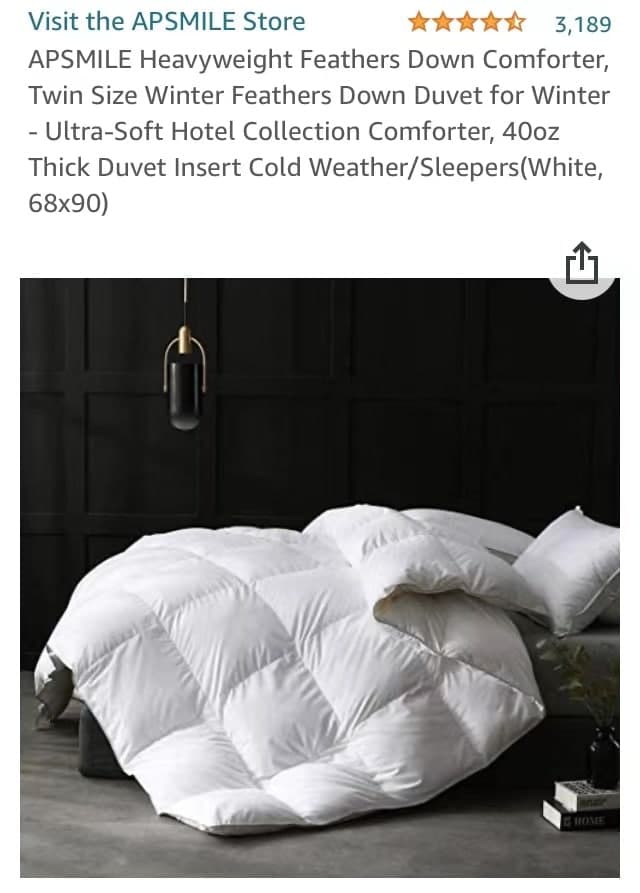 Visit the APSMILE Store
3,189
APSMILE Heavyweight Feathers Down Comforter,
Twin Size Winter Feathers Down Duvet for Winter
- Ultra-Soft Hotel Collection Comforter, 40oz
Thick Duvet Insert Cold Weather/Sleepers(White,
68x90)
HOME